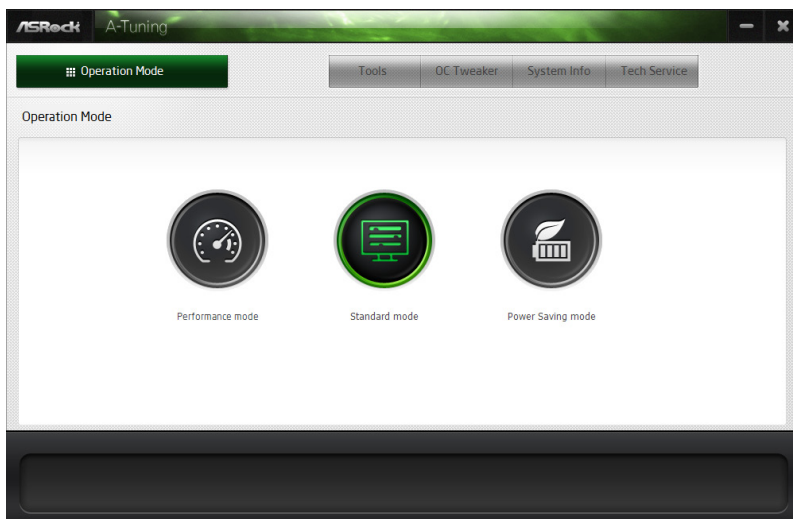 ASRock A-Tuning
Operation Mode Tools OC Tweaker System Info Tech Service
Operation Mode
Performance mode Standard mode Power Saving mode